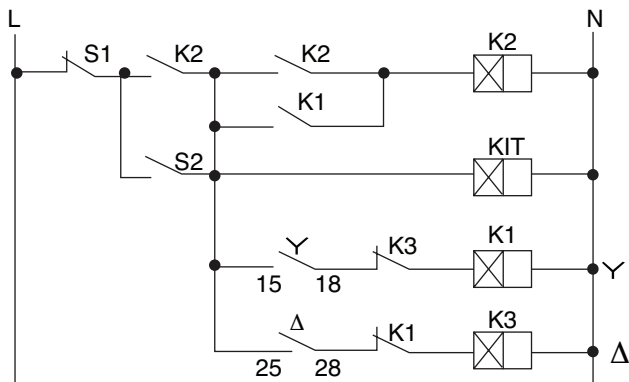 L N
S1 K2 K2 K2
K1
S2 KIT
Y K3 K1
15 18 Y
Δ K1 K3
25 28 Δ